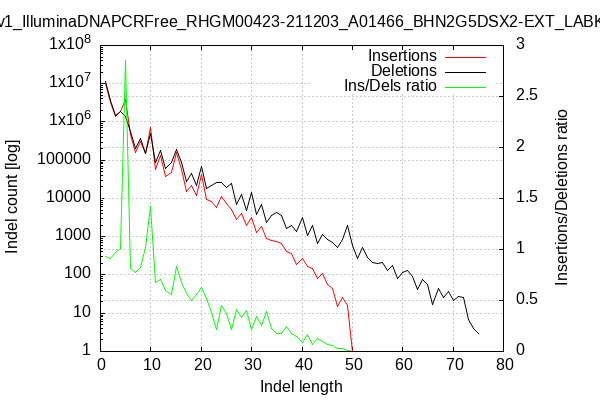 v1_IlluminaDNAPCRFree_RHGM00423-211203_A01466_BHN2G5DSX2-EXT_LABK
Insertions
Deletions
Ins/Dels ratio
Indel count [log]
1x10^8
1x10^7
1x10^6
100000
10000
1000
100
10
1
3
2.5
2
1.5
1
0.5
0
Insertions/Deletions ratio
0 10 20 30 40 50 60 70 80
Indel length